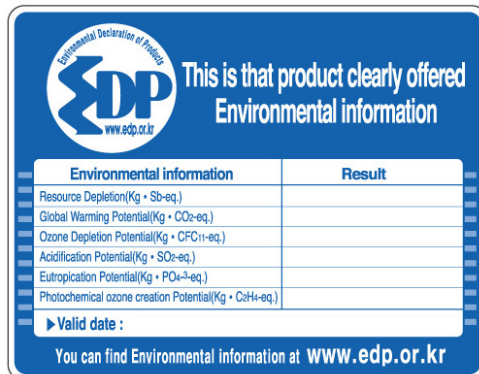 Environmental Declaration of Products
EDP
www.edp.or.kr
This is that product clearly offered
Environmental information
Environmental information Result
Resource Depletion(Kg • Sb-eq.)
Global Warming Potential(Kg • CO2-eq.)
Ozone Depletion Potential(Kg • CFC11-eq.)
Acidification Potential(Kg • SO2-eq.)
Eutropication Potential(Kg • PO4-3-eq.)
Photochemical ozone creation Potential(Kg • C2H4-eq.)
▶Valid date :
You can find Environmental information at www.edp.or.kr